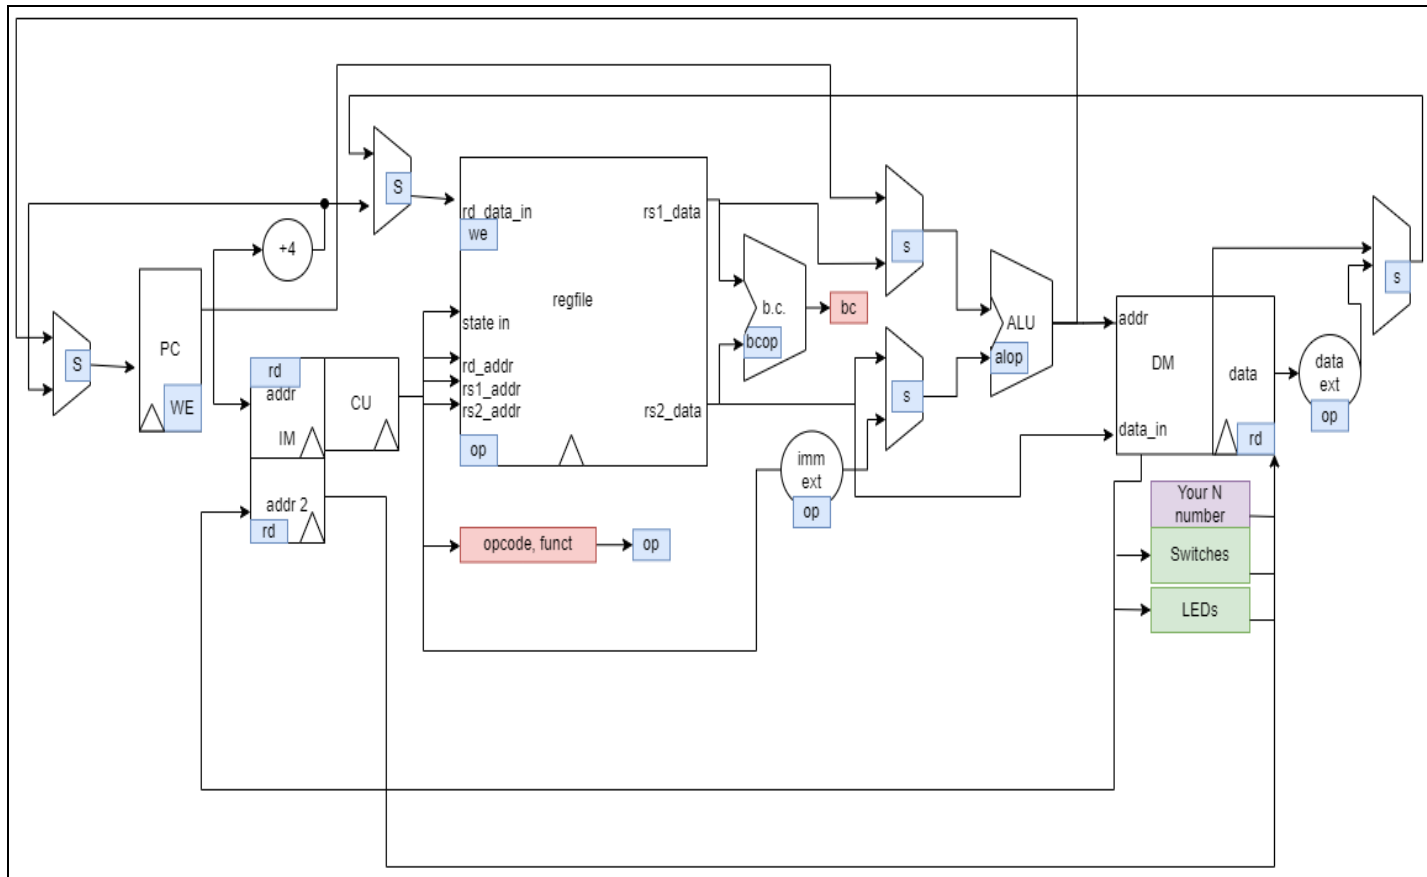 S
rd_data_in
we
rs1_data
+4
s
regfile
b.c.
bc
bcop
state in
PC
S
WE
rd
addr
IM
CU
rd_addr
rs1_addr
rs2_addr
op
rs2_data
s
ALU
alop
addr
DM
data
data_in
rd
data
ext
op
s
imm
ext
op
addr 2
rd
opcode, funct
op
Your N
number
Switches
LEDs